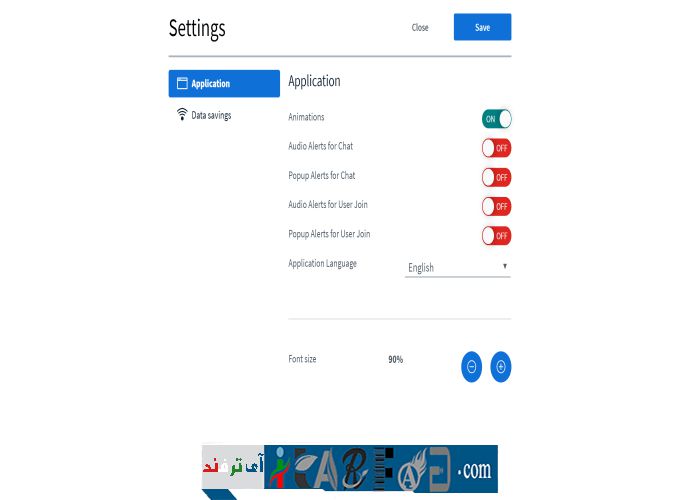 Settings
Close
Save
Application
Data savings
Application
Animations
ON
Audio Alerts for Chat
OFF
Popup Alerts for Chat
OFF
Audio Alerts for User Join
OFF
Popup Alerts for User Join
OFF
Application Language
English
Font size
90%
آی ترفند
.com